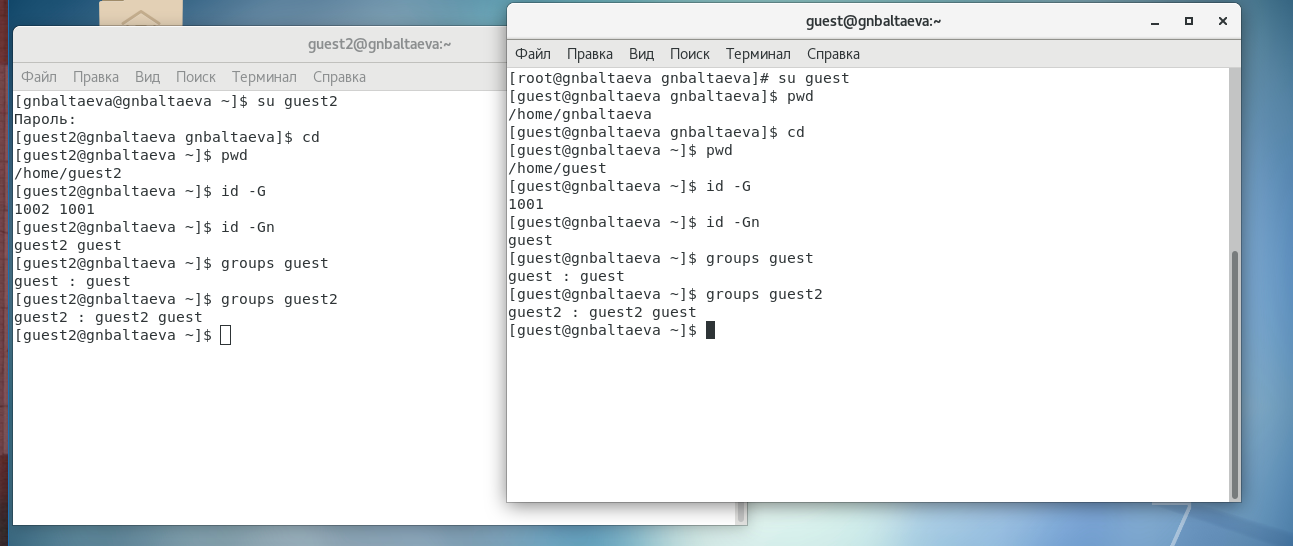 guest2@gnbaltaeva:~
Файл Правка Вид Поиск Терминал Справка
[gnbaltaeva@gnbaltaeva ~]$ su guest2
Пароль:
[guest2@gnbaltaeva gnbaltaeva]$ cd
[guest2@gnbaltaeva ~]$ pwd
/home/guest2
[guest2@gnbaltaeva ~]$ id -G
1002 1001
[guest2@gnbaltaeva ~]$ id -Gn
guest2 guest
[guest2@gnbaltaeva ~]$ groups guest
guest : guest
[guest2@gnbaltaeva ~]$ groups guest2
guest2 : guest2 guest
[guest2@gnbaltaeva ~]$
guest@gnbaltaeva:~
Файл Правка Вид Поиск Терминал Справка
[root@gnbaltaeva gnbaltaeva]# su guest
[guest@gnbaltaeva gnbaltaeva]$ pwd
/home/gnbaltaeva
[guest@gnbaltaeva gnbaltaeva]$ cd
[guest@gnbaltaeva ~]$ pwd
/home/guest
[guest@gnbaltaeva ~]$ id -G
1001
[guest@gnbaltaeva ~]$ id -Gn
guest
[guest@gnbaltaeva ~]$ groups guest
guest : guest
[guest@gnbaltaeva ~]$ groups guest2
guest2 : guest2 guest
[guest@gnbaltaeva ~]$